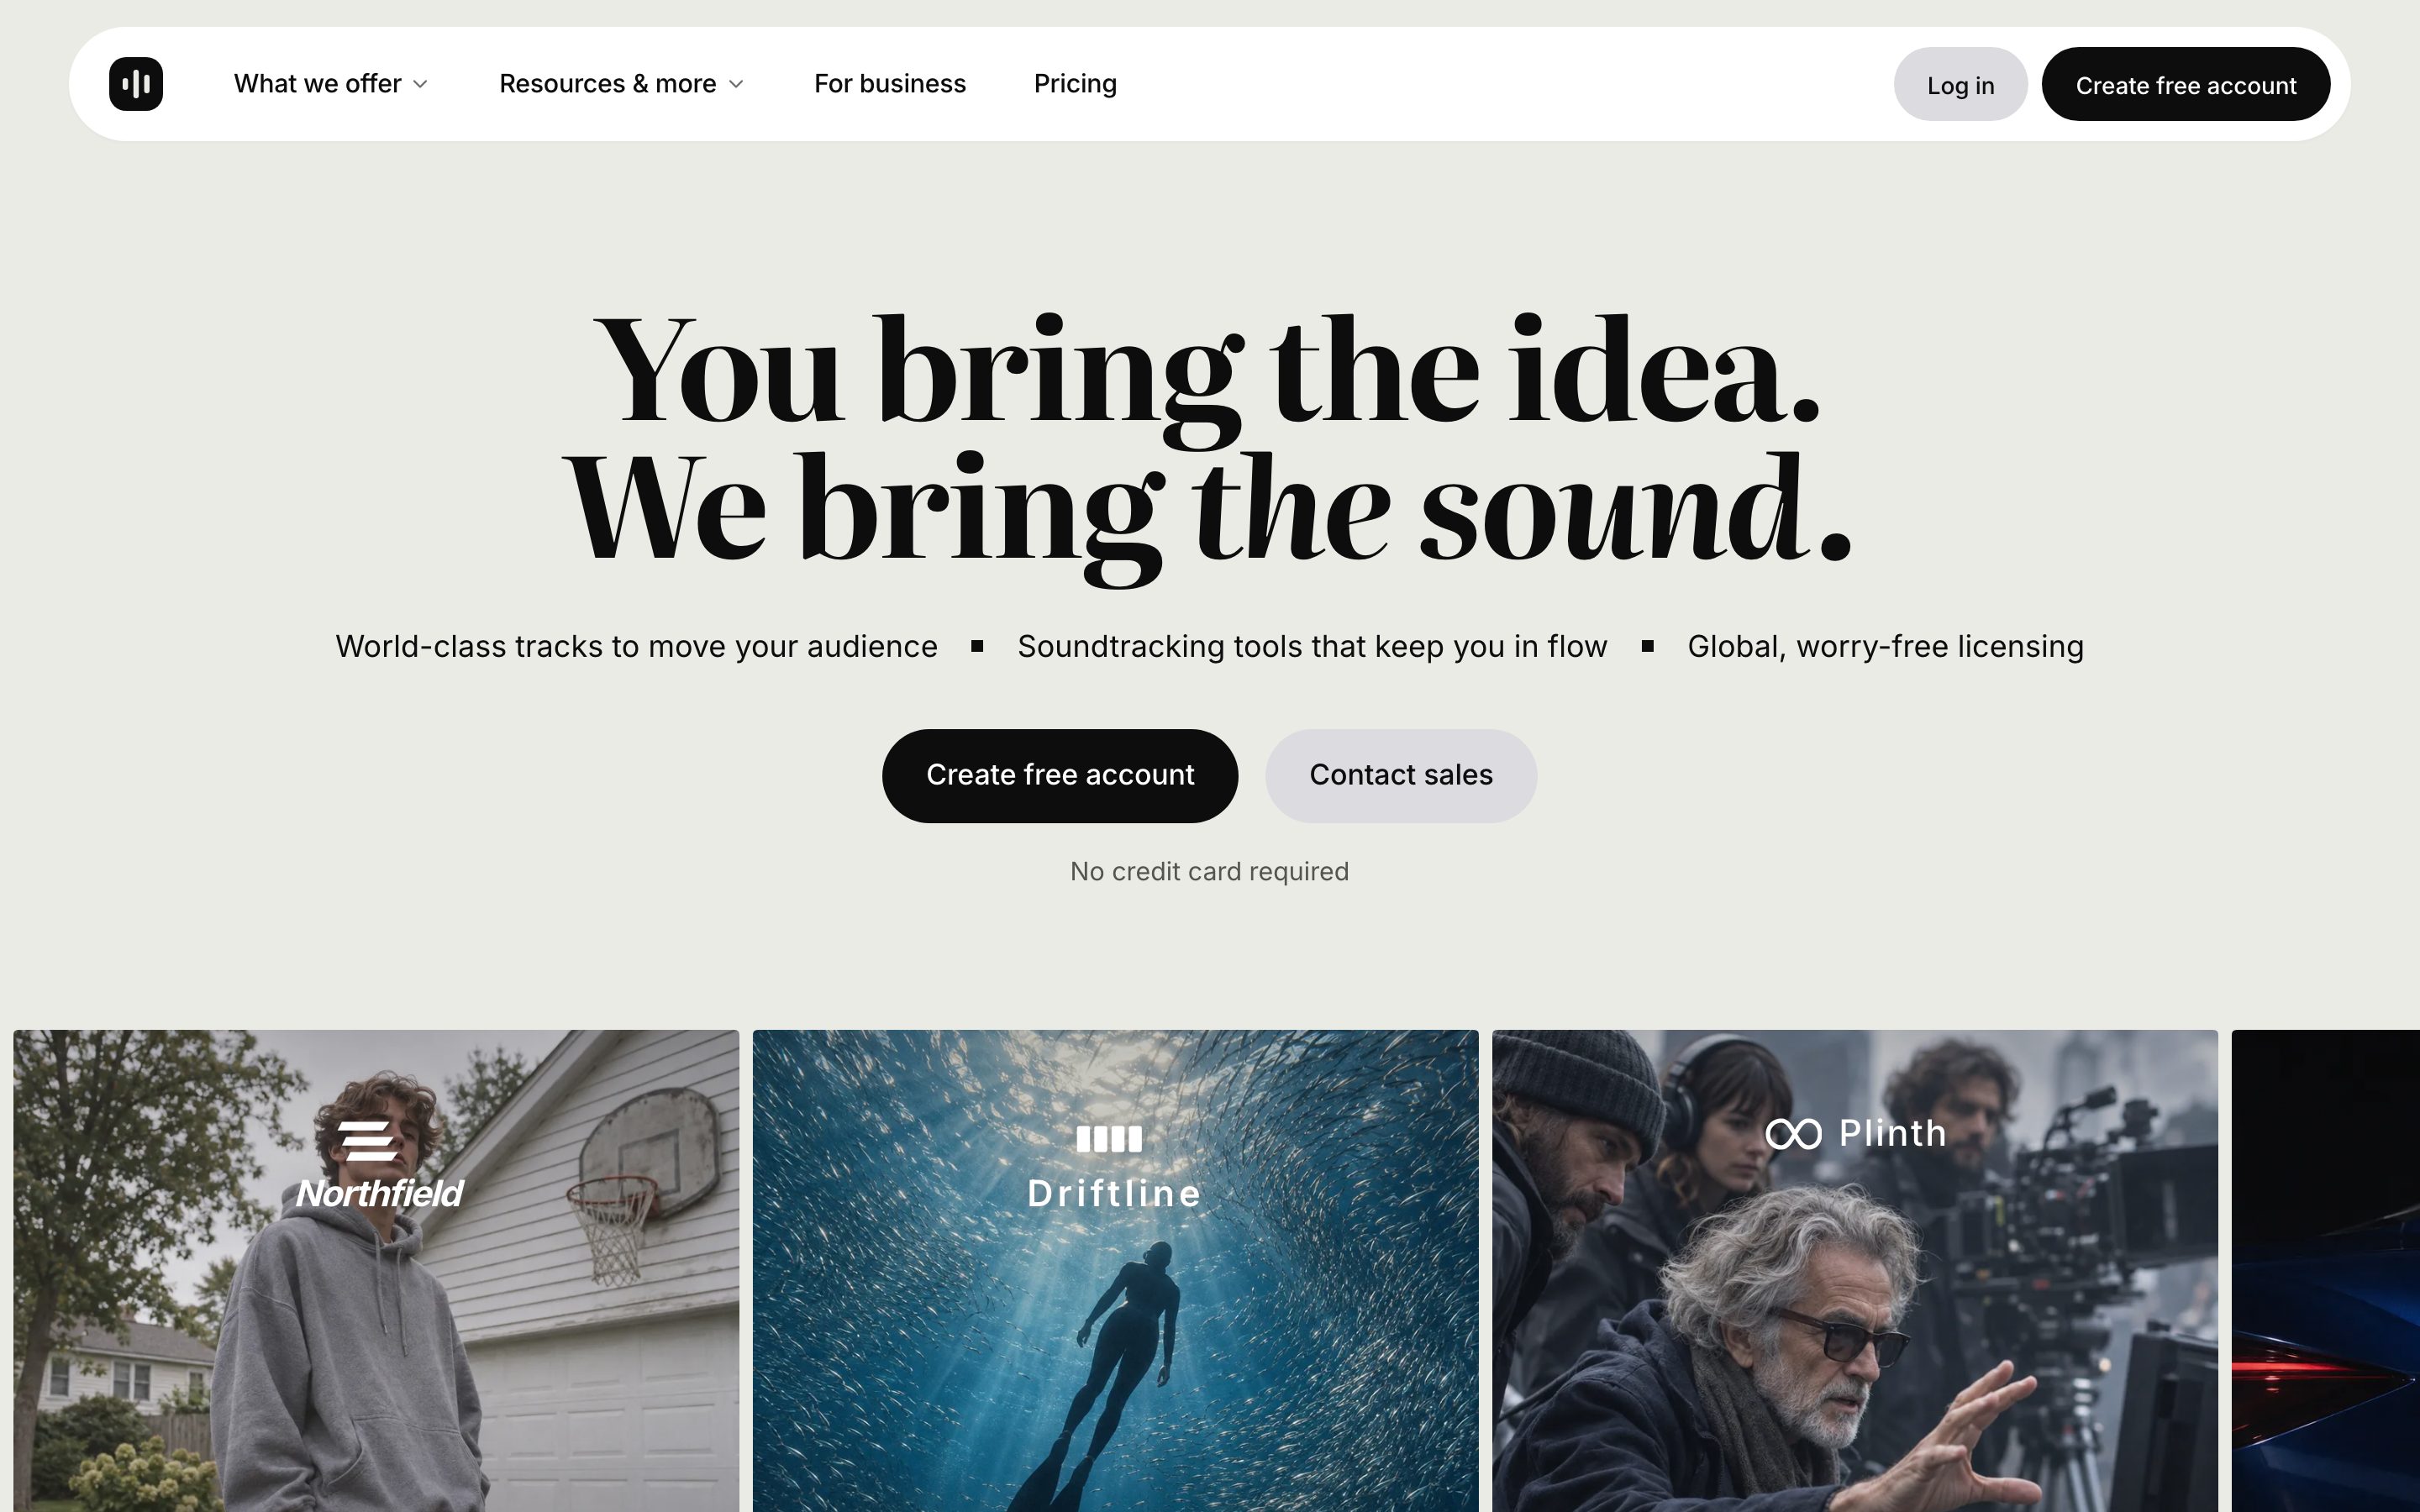 What we offer
Resources & more
For business
Pricing
Log in
Create free account
You bring the idea.
We bring the sound.
World-class tracks to move your audience ▪ Soundtracking tools that keep you in flow ▪ Global, worry-free licensing
Create free account
Contact sales
No credit card required
Northfield
Driftline
Plinth